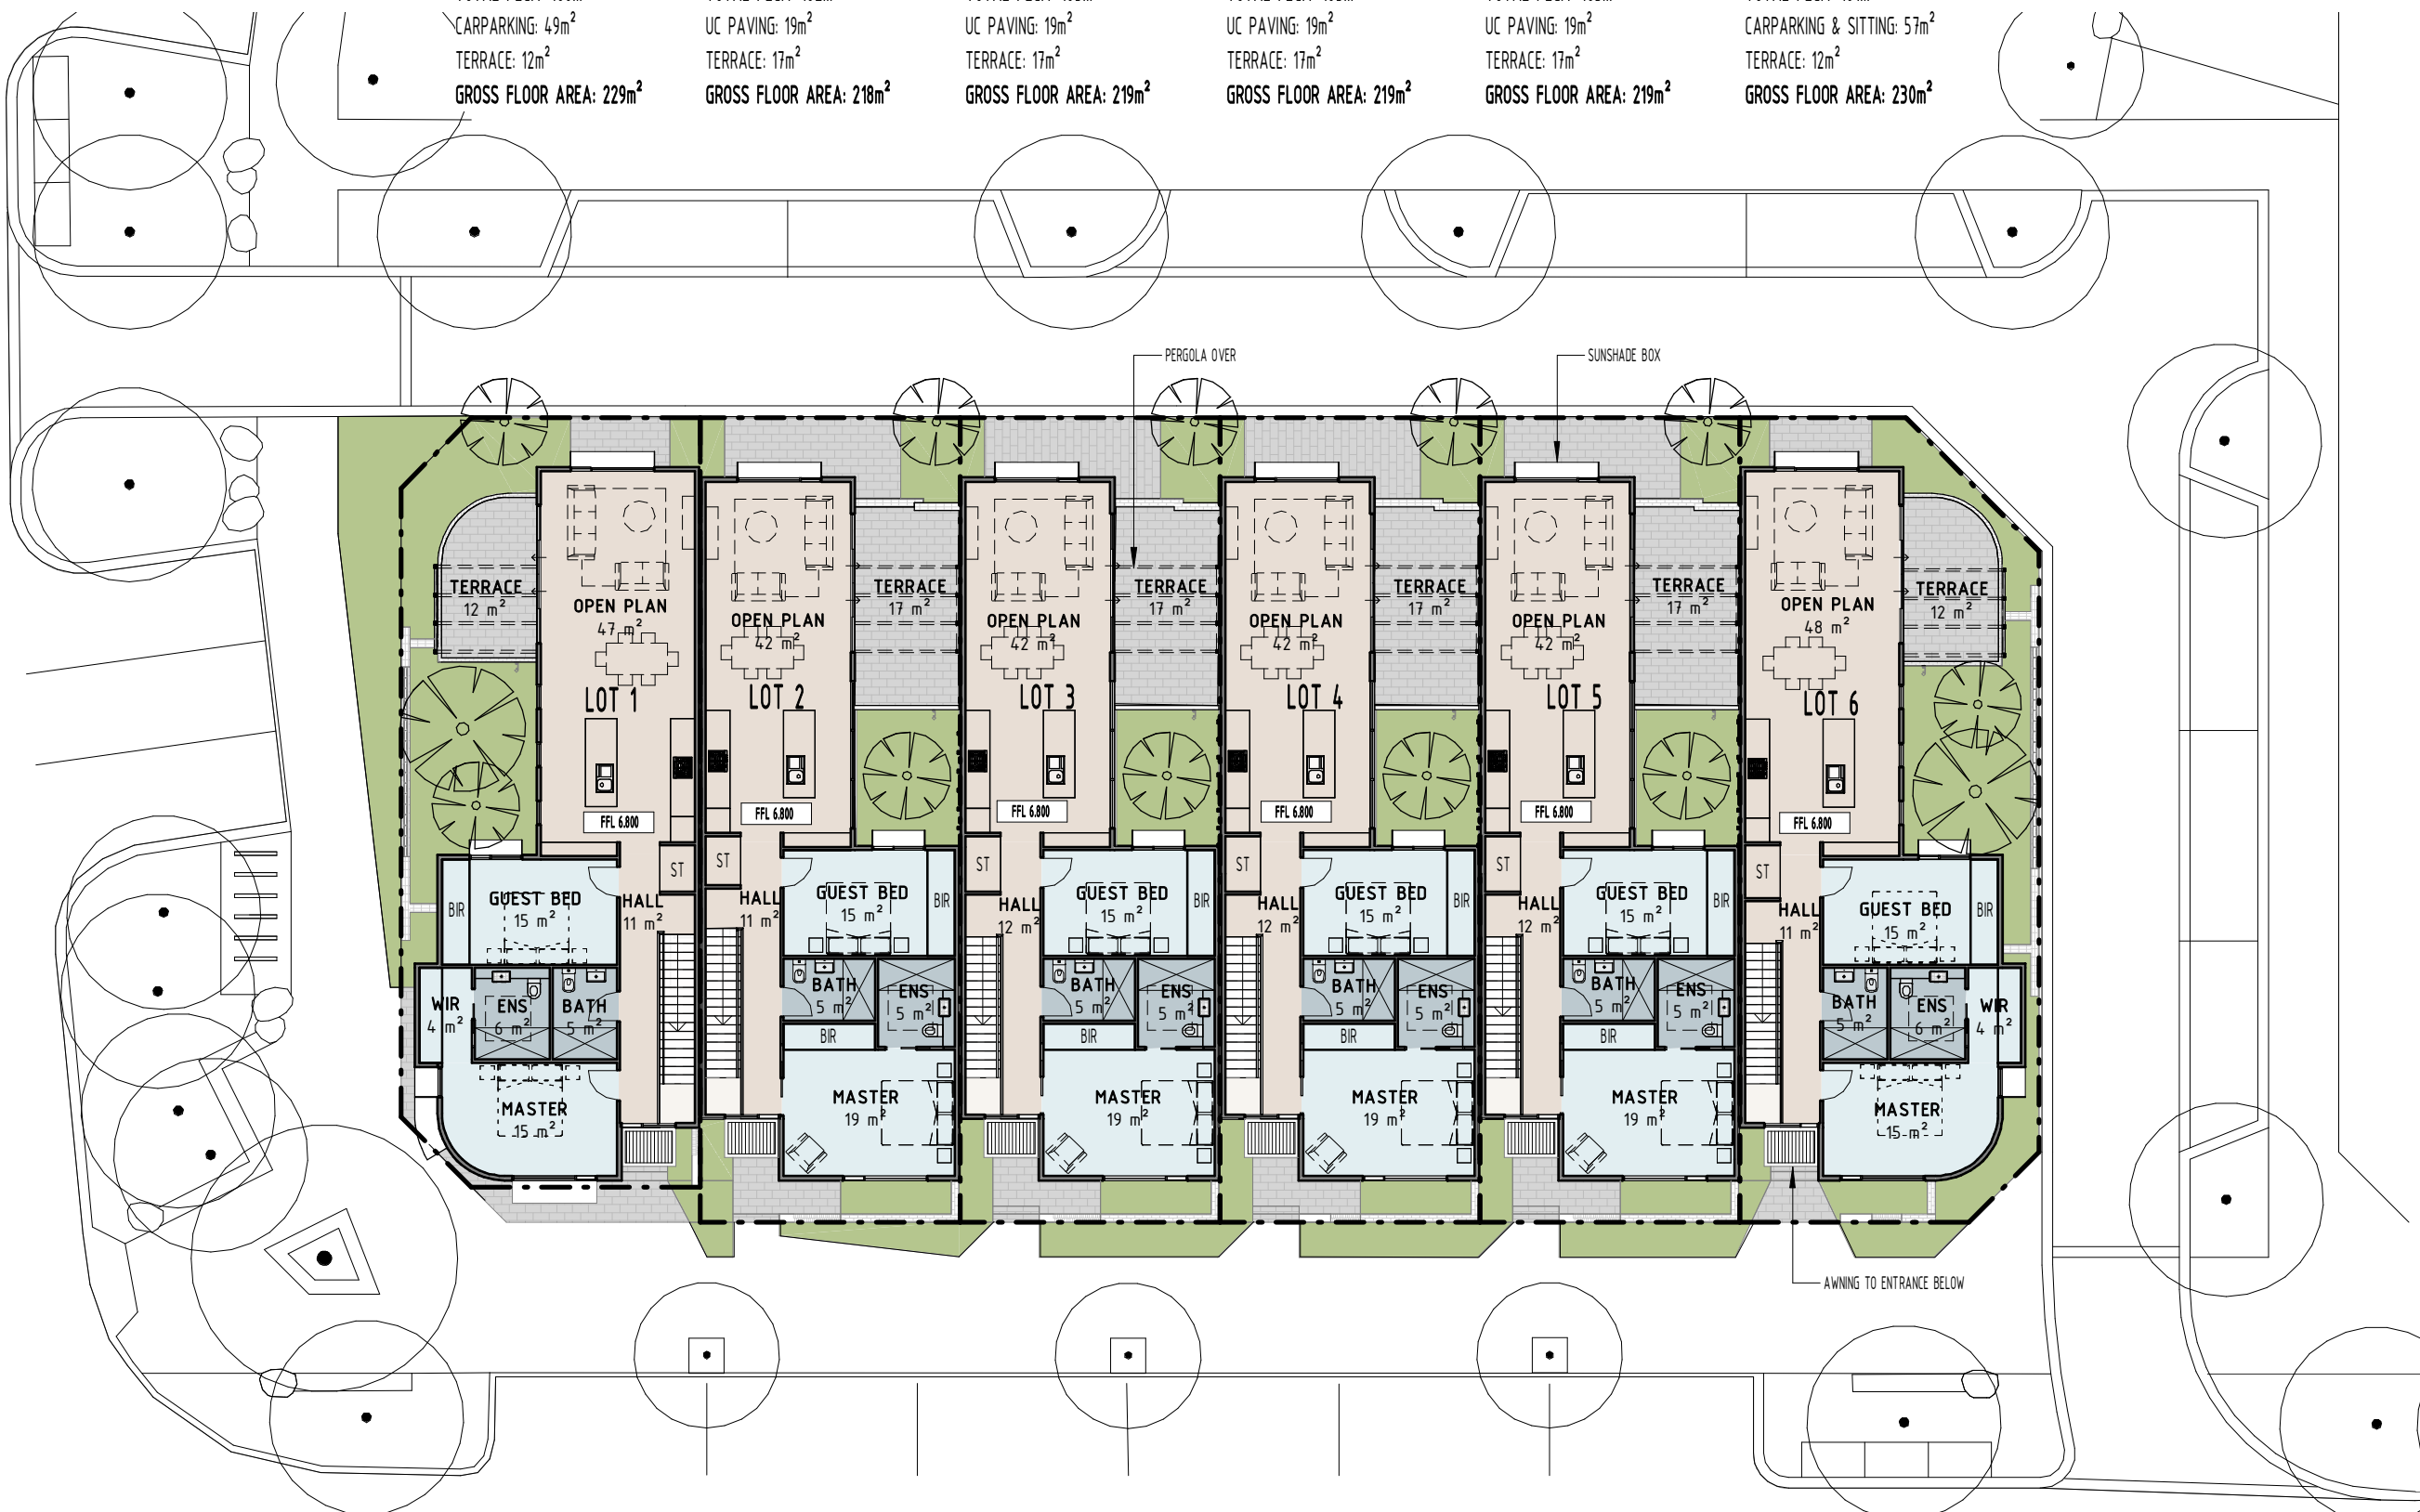 CARPARKING: 49m²
TERRACE: 12m²
GROSS FLOOR AREA: 229m²
UC PAVING: 19m²
TERRACE: 17m²
GROSS FLOOR AREA: 218m²
UC PAVING: 19m²
TERRACE: 17m²
GROSS FLOOR AREA: 219m²
UC PAVING: 19m²
TERRACE: 17m²
GROSS FLOOR AREA: 219m²
UC PAVING: 19m²
TERRACE: 17m²
GROSS FLOOR AREA: 219m²
CARPARKING & SITTING: 57m²
TERRACE: 12m²
GROSS FLOOR AREA: 230m²
PERGOLA OVER
SUNSHADE BOX
TERRACE
12 m²
OPEN PLAN
47 m²
LOT 1
FFL 6.800
ST
GUEST BED
15 m²
BIR
HALL
11 m²
WIR
4 m²
ENS
6 m²
BATH
5 m²
MASTER
15 m²
OPEN PLAN
42 m²
TERRACE
17 m²
LOT 2
FFL 6.800
ST
HALL
11 m²
GUEST BED
15 m²
BIR
BATH
5 m²
ENS
5 m²
BIR
MASTER
19 m²
OPEN PLAN
42 m²
TERRACE
17 m²
LOT 3
FFL 6.800
ST
HALL
12 m²
GUEST BED
15 m²
BIR
BATH
5 m²
ENS
5 m²
BIR
MASTER
19 m²
OPEN PLAN
42 m²
TERRACE
17 m²
LOT 4
FFL 6.800
ST
HALL
12 m²
GUEST BED
15 m²
BIR
BATH
5 m²
ENS
5 m²
BIR
MASTER
19 m²
OPEN PLAN
42 m²
TERRACE
17 m²
LOT 5
FFL 6.800
ST
HALL
12 m²
GUEST BED
15 m²
BIR
BATH
5 m²
ENS
5 m²
BIR
MASTER
19 m²
OPEN PLAN
48 m²
TERRACE
12 m²
LOT 6
FFL 6.800
ST
HALL
11 m²
GUEST BED
15 m²
BIR
BATH
5 m²
ENS
6 m²
WIR
4 m²
MASTER
15 m²
AWNING TO ENTRANCE BELOW